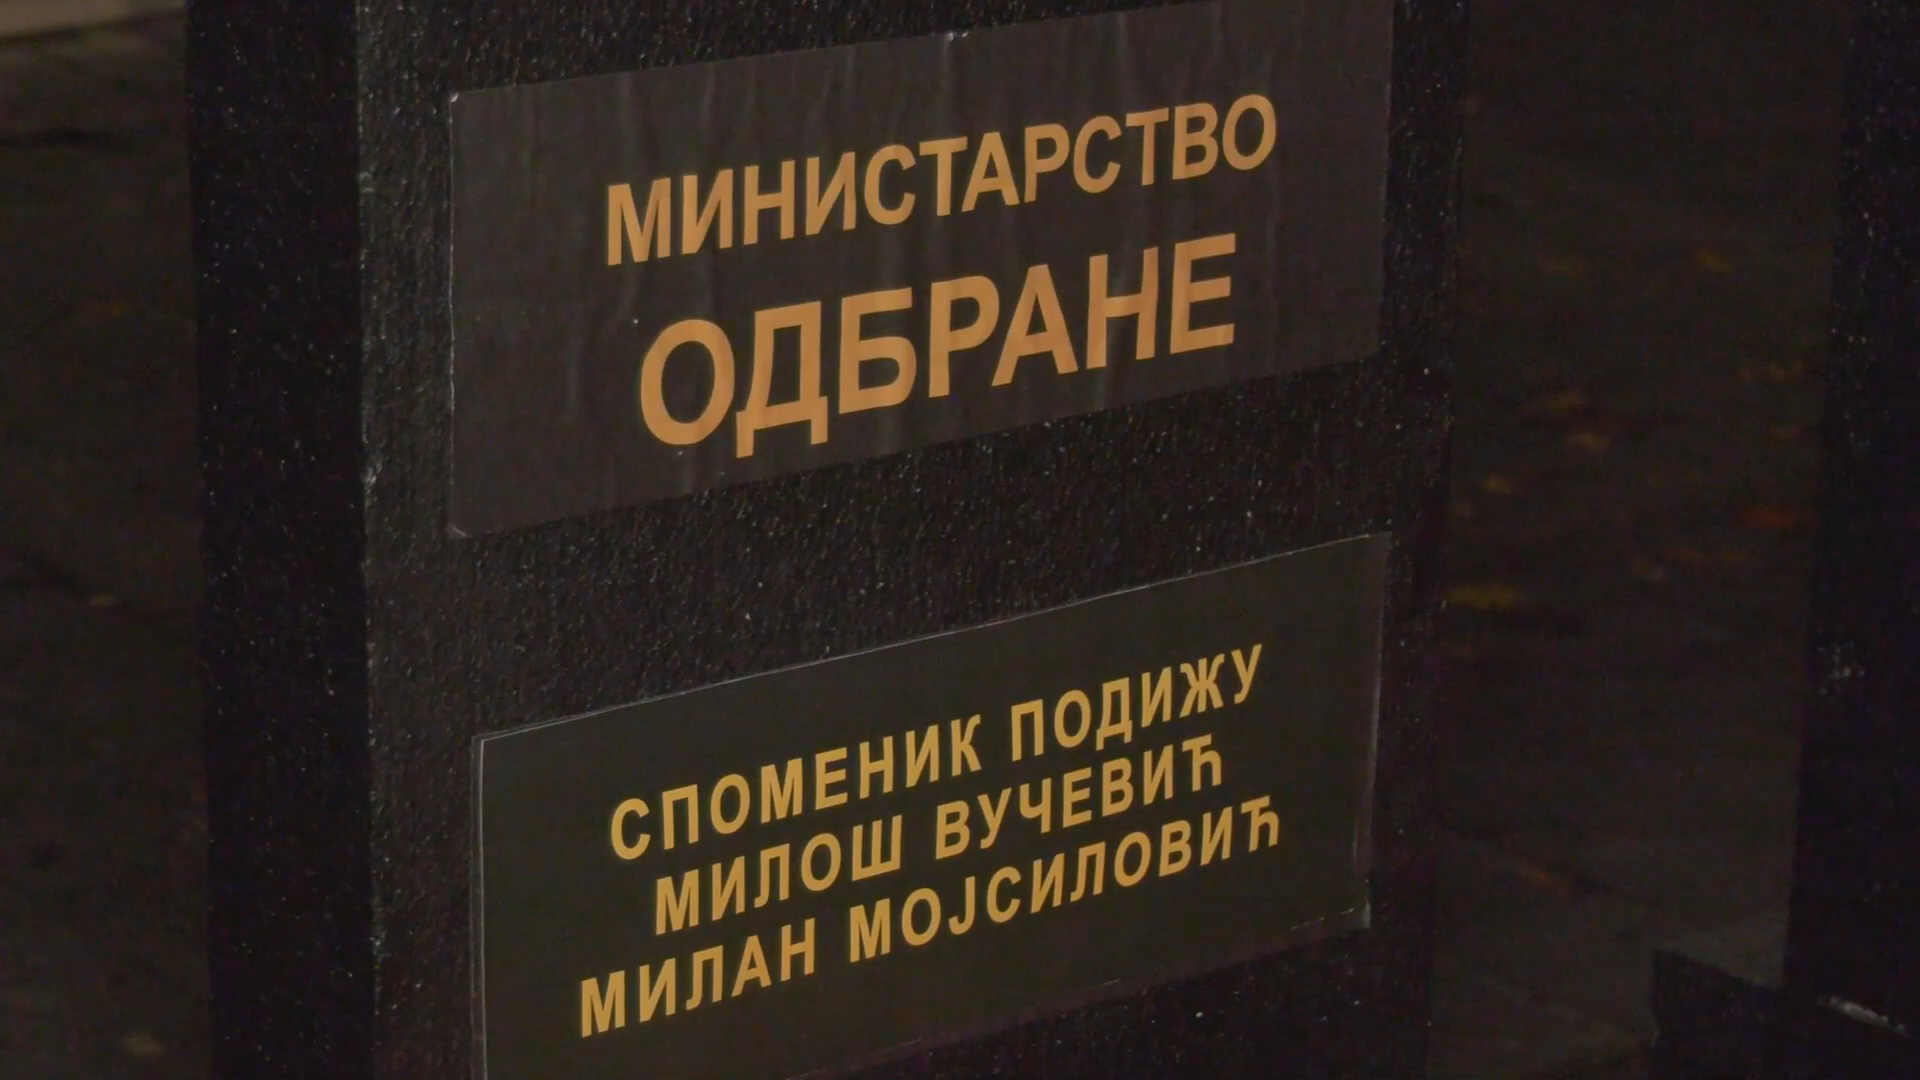 МИНИСТАРСТВО
ОДБРАНЕ
СПОМЕНИК ПОДИЖУ
МИЛОШ ВУЧЕВИЋ
МИЛАН МОЈСИЛОВИЋ